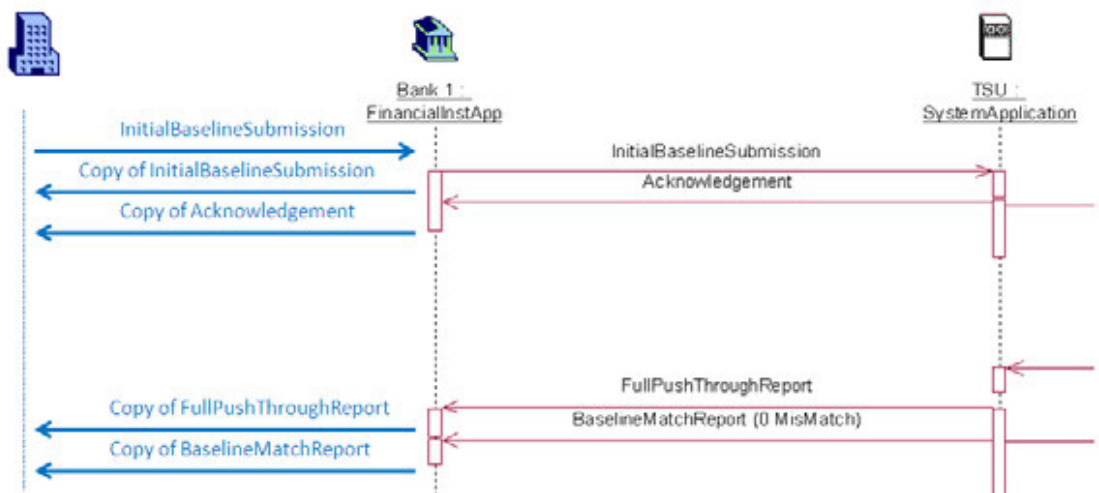 Bank 1 :
FinancialInstApp
TSU :
SystemApplication
InitialBaselineSubmission
InitialBaselineSubmission
Copy of InitialBaselineSubmission
Acknowledgement
Copy of Acknowledgement
FullPushThroughReport
Copy of FullPushThroughReport
BaselineMatchReport (0 MisMatch)
Copy of BaselineMatchReport